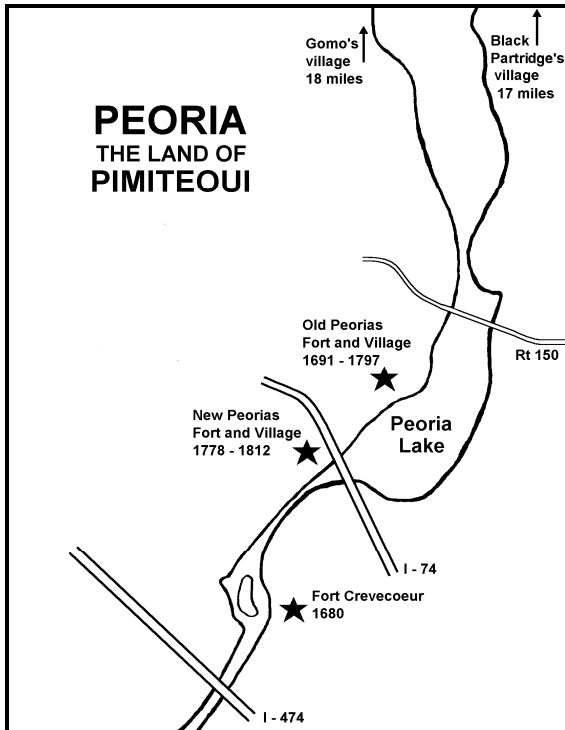 Gomo's
village
18 miles
Black
Partridge's
village
17 miles
PEORIA
THE LAND OF
PIMITEOUI
Old Peorias
Fort and Village
1691 - 1797
Rt 150
New Peorias
Fort and Village
1778 - 1812
Peoria
Lake
I - 74
Fort Crevecoeur
1680
I - 474